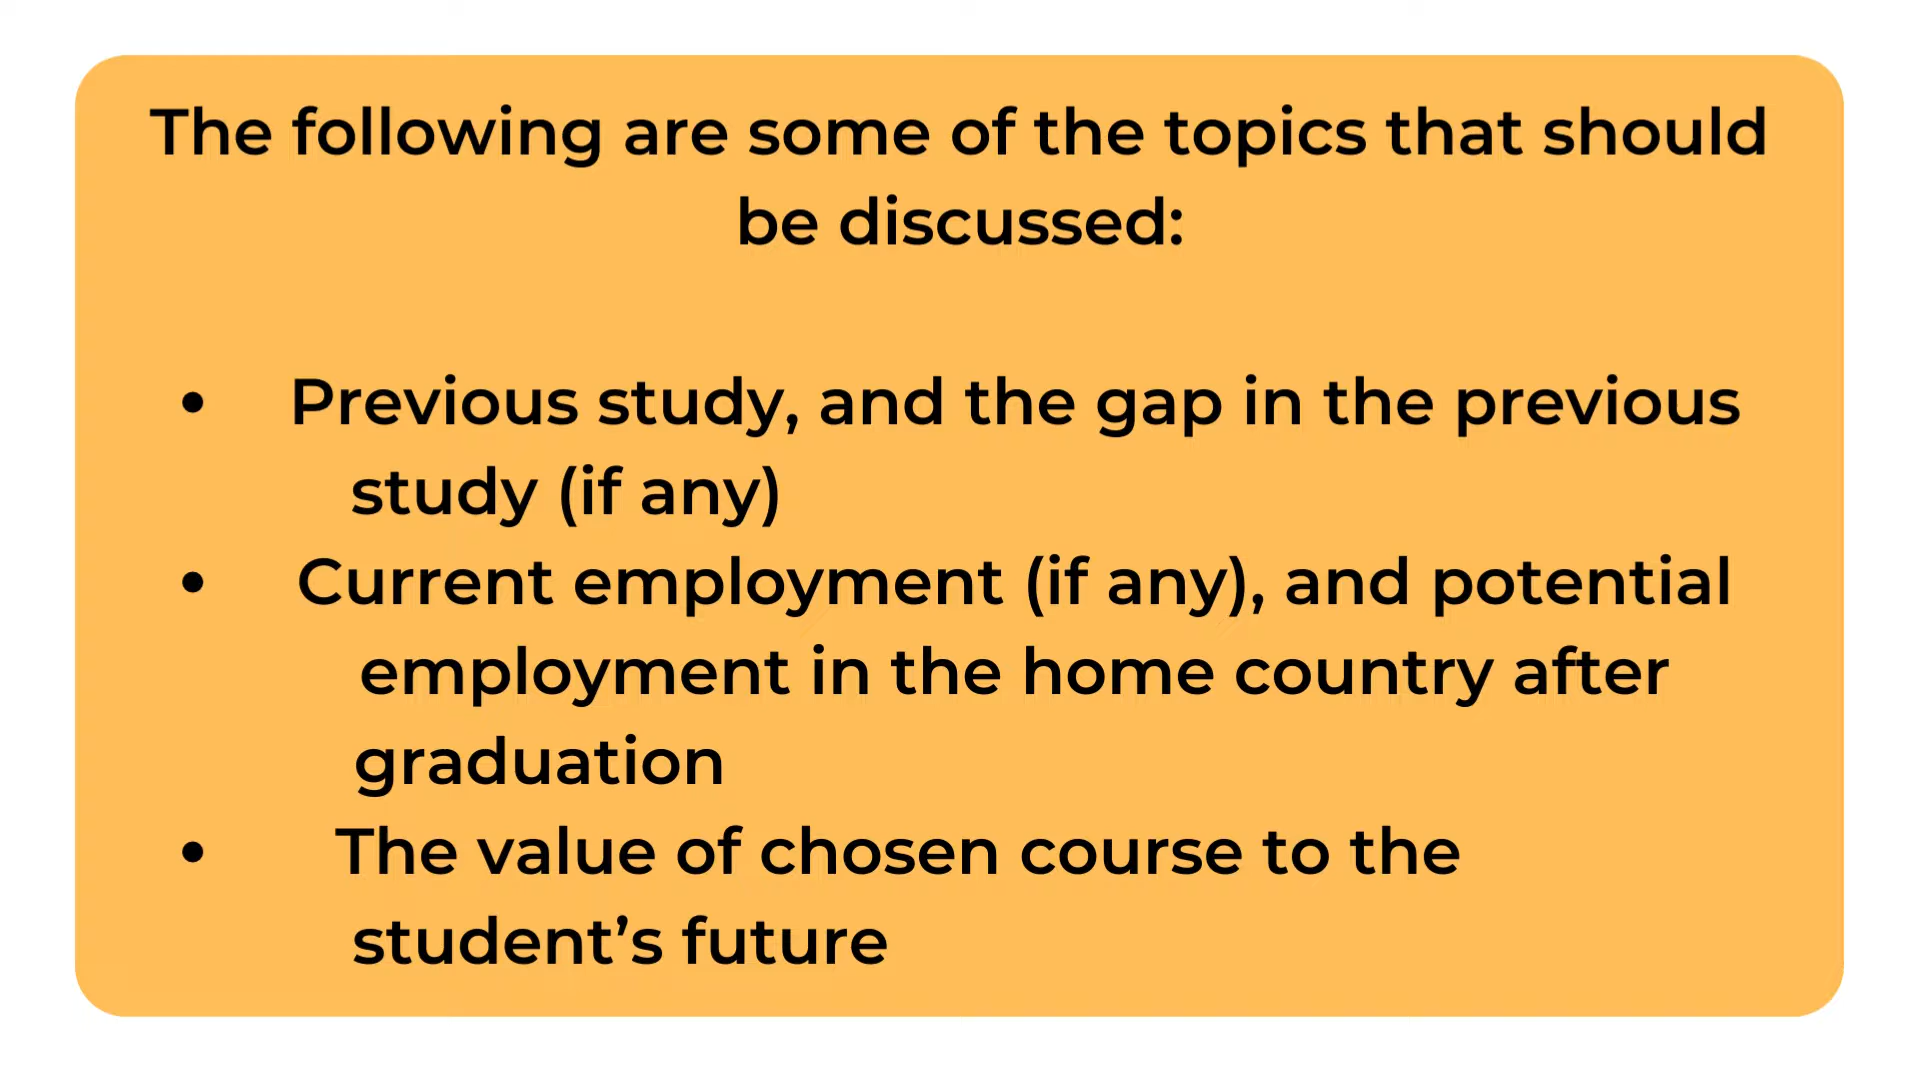 The following are some of the topics that should
be discussed:
• Previous study, and the gap in the previous
study (if any)
• Current employment (if any), and potential
employment in the home country after
graduation
• The value of chosen course to the
student’s future